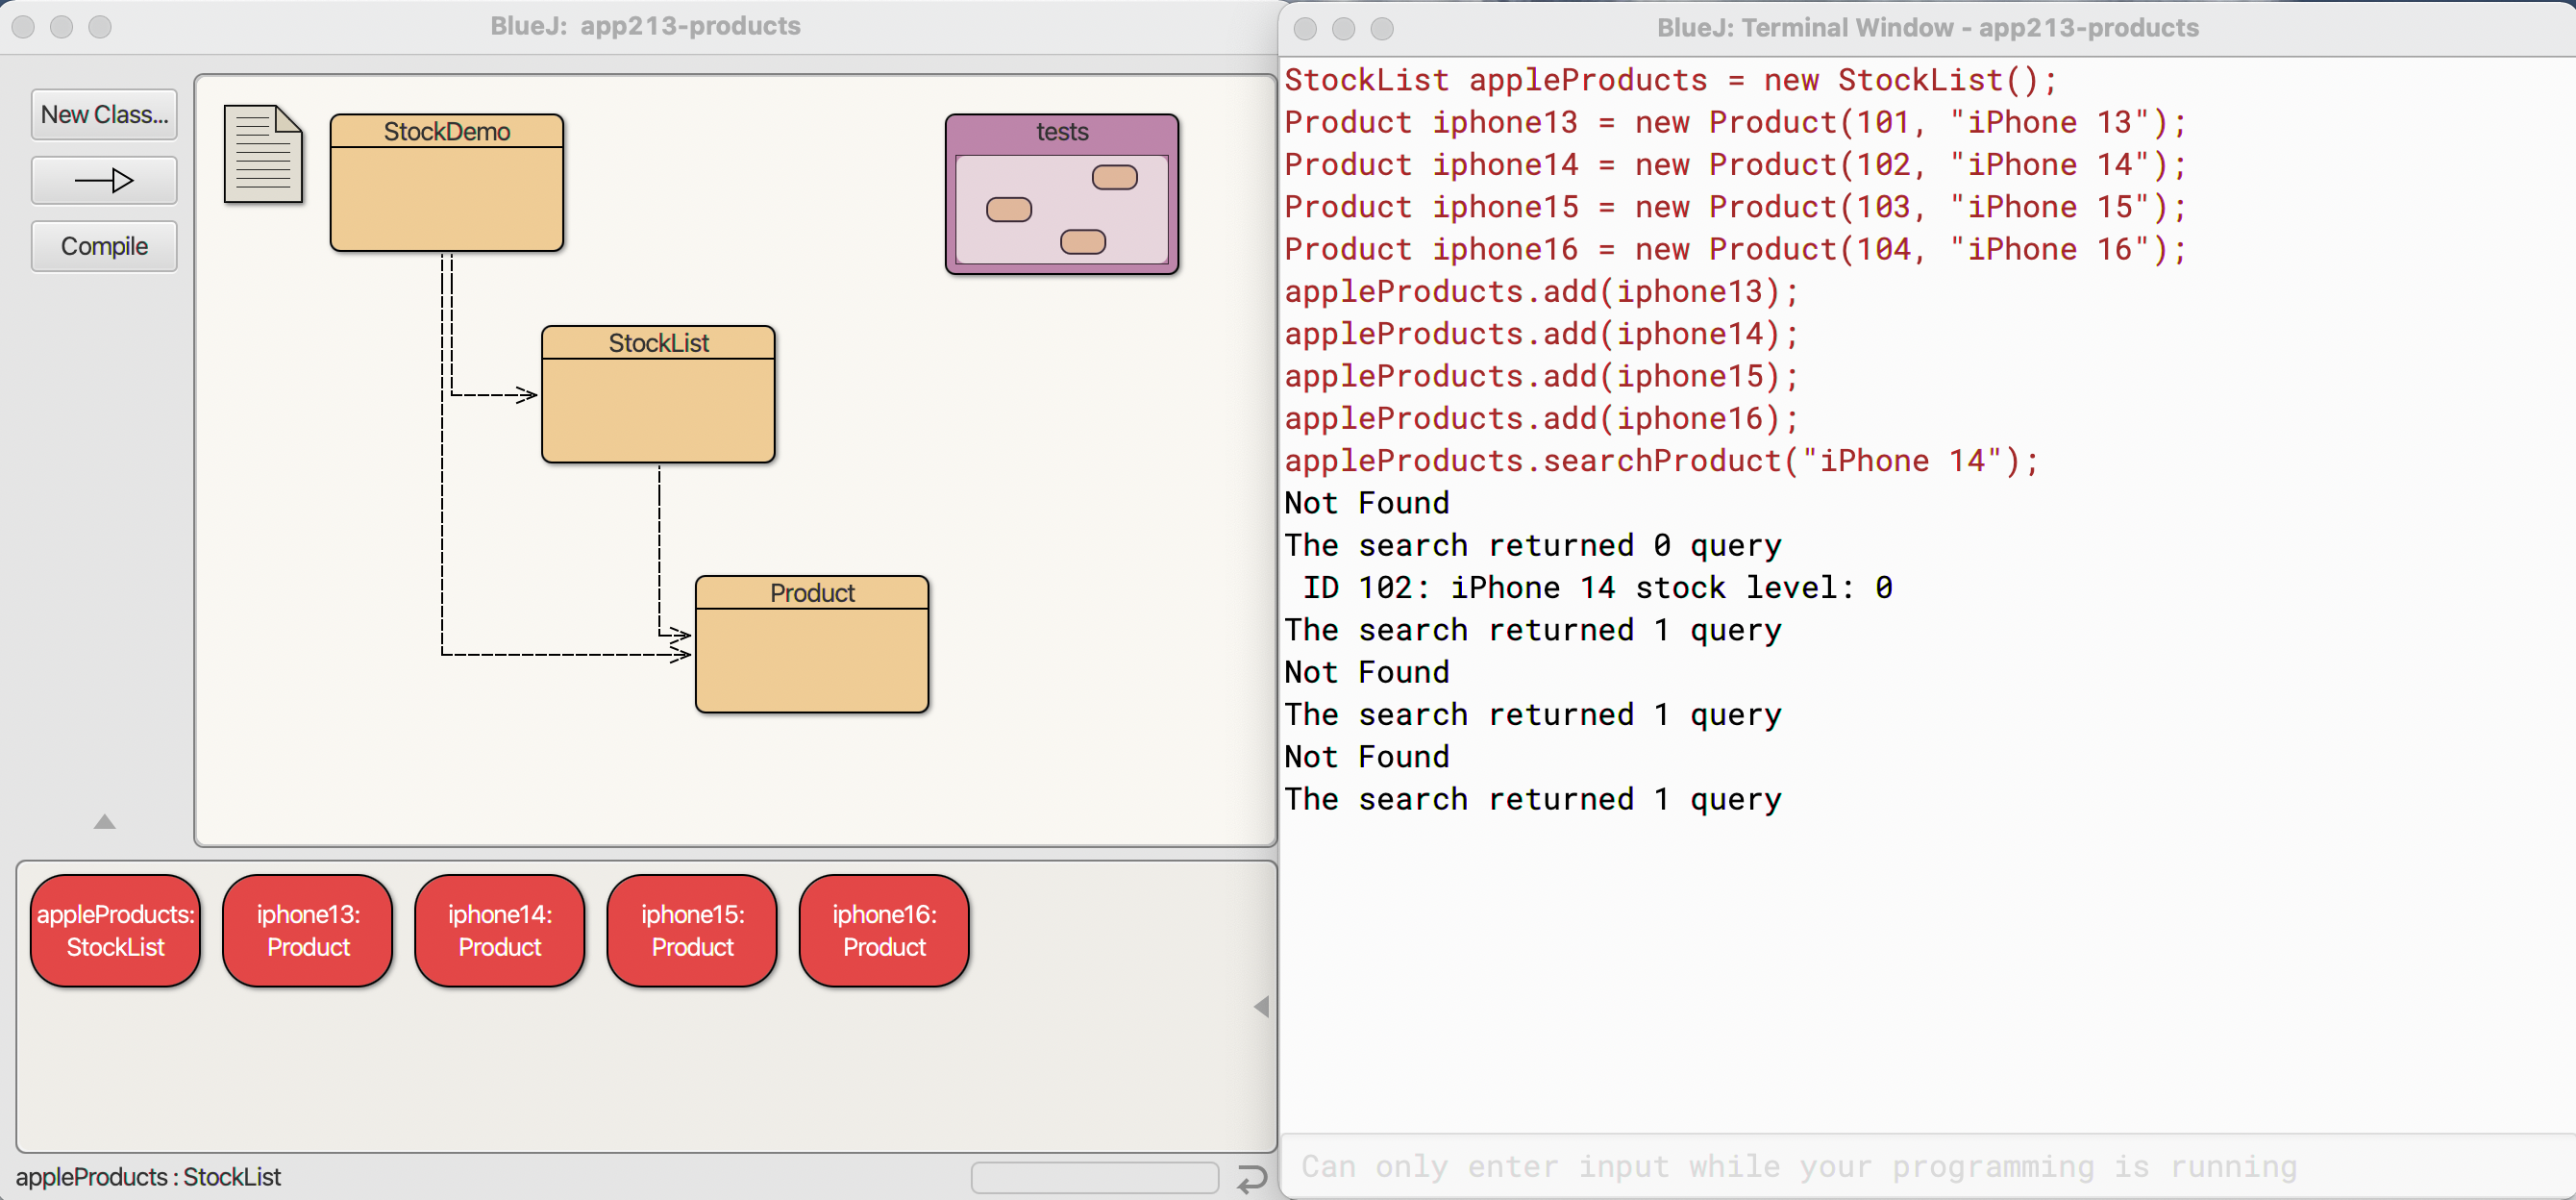 BlueJ: app213-products
New Class...
Compile
StockDemo
tests
StockList
Product
appleProducts:
StockList
iphone13:
Product
iphone14:
Product
iphone15:
Product
iphone16:
Product
appleProducts : StockList
BlueJ: Terminal Window - app213-products
StockList appleProducts = new StockList();
Product iphone13 = new Product(101, "iPhone 13");
Product iphone14 = new Product(102, "iPhone 14");
Product iphone15 = new Product(103, "iPhone 15");
Product iphone16 = new Product(104, "iPhone 16");
appleProducts.add(iphone13);
appleProducts.add(iphone14);
appleProducts.add(iphone15);
appleProducts.add(iphone16);
appleProducts.searchProduct("iPhone 14");
Not Found
The search returned 0 query
ID 102: iPhone 14 stock level: 0
The search returned 1 query
Not Found
The search returned 1 query
Not Found
The search returned 1 query
Can only enter input while your programming is running